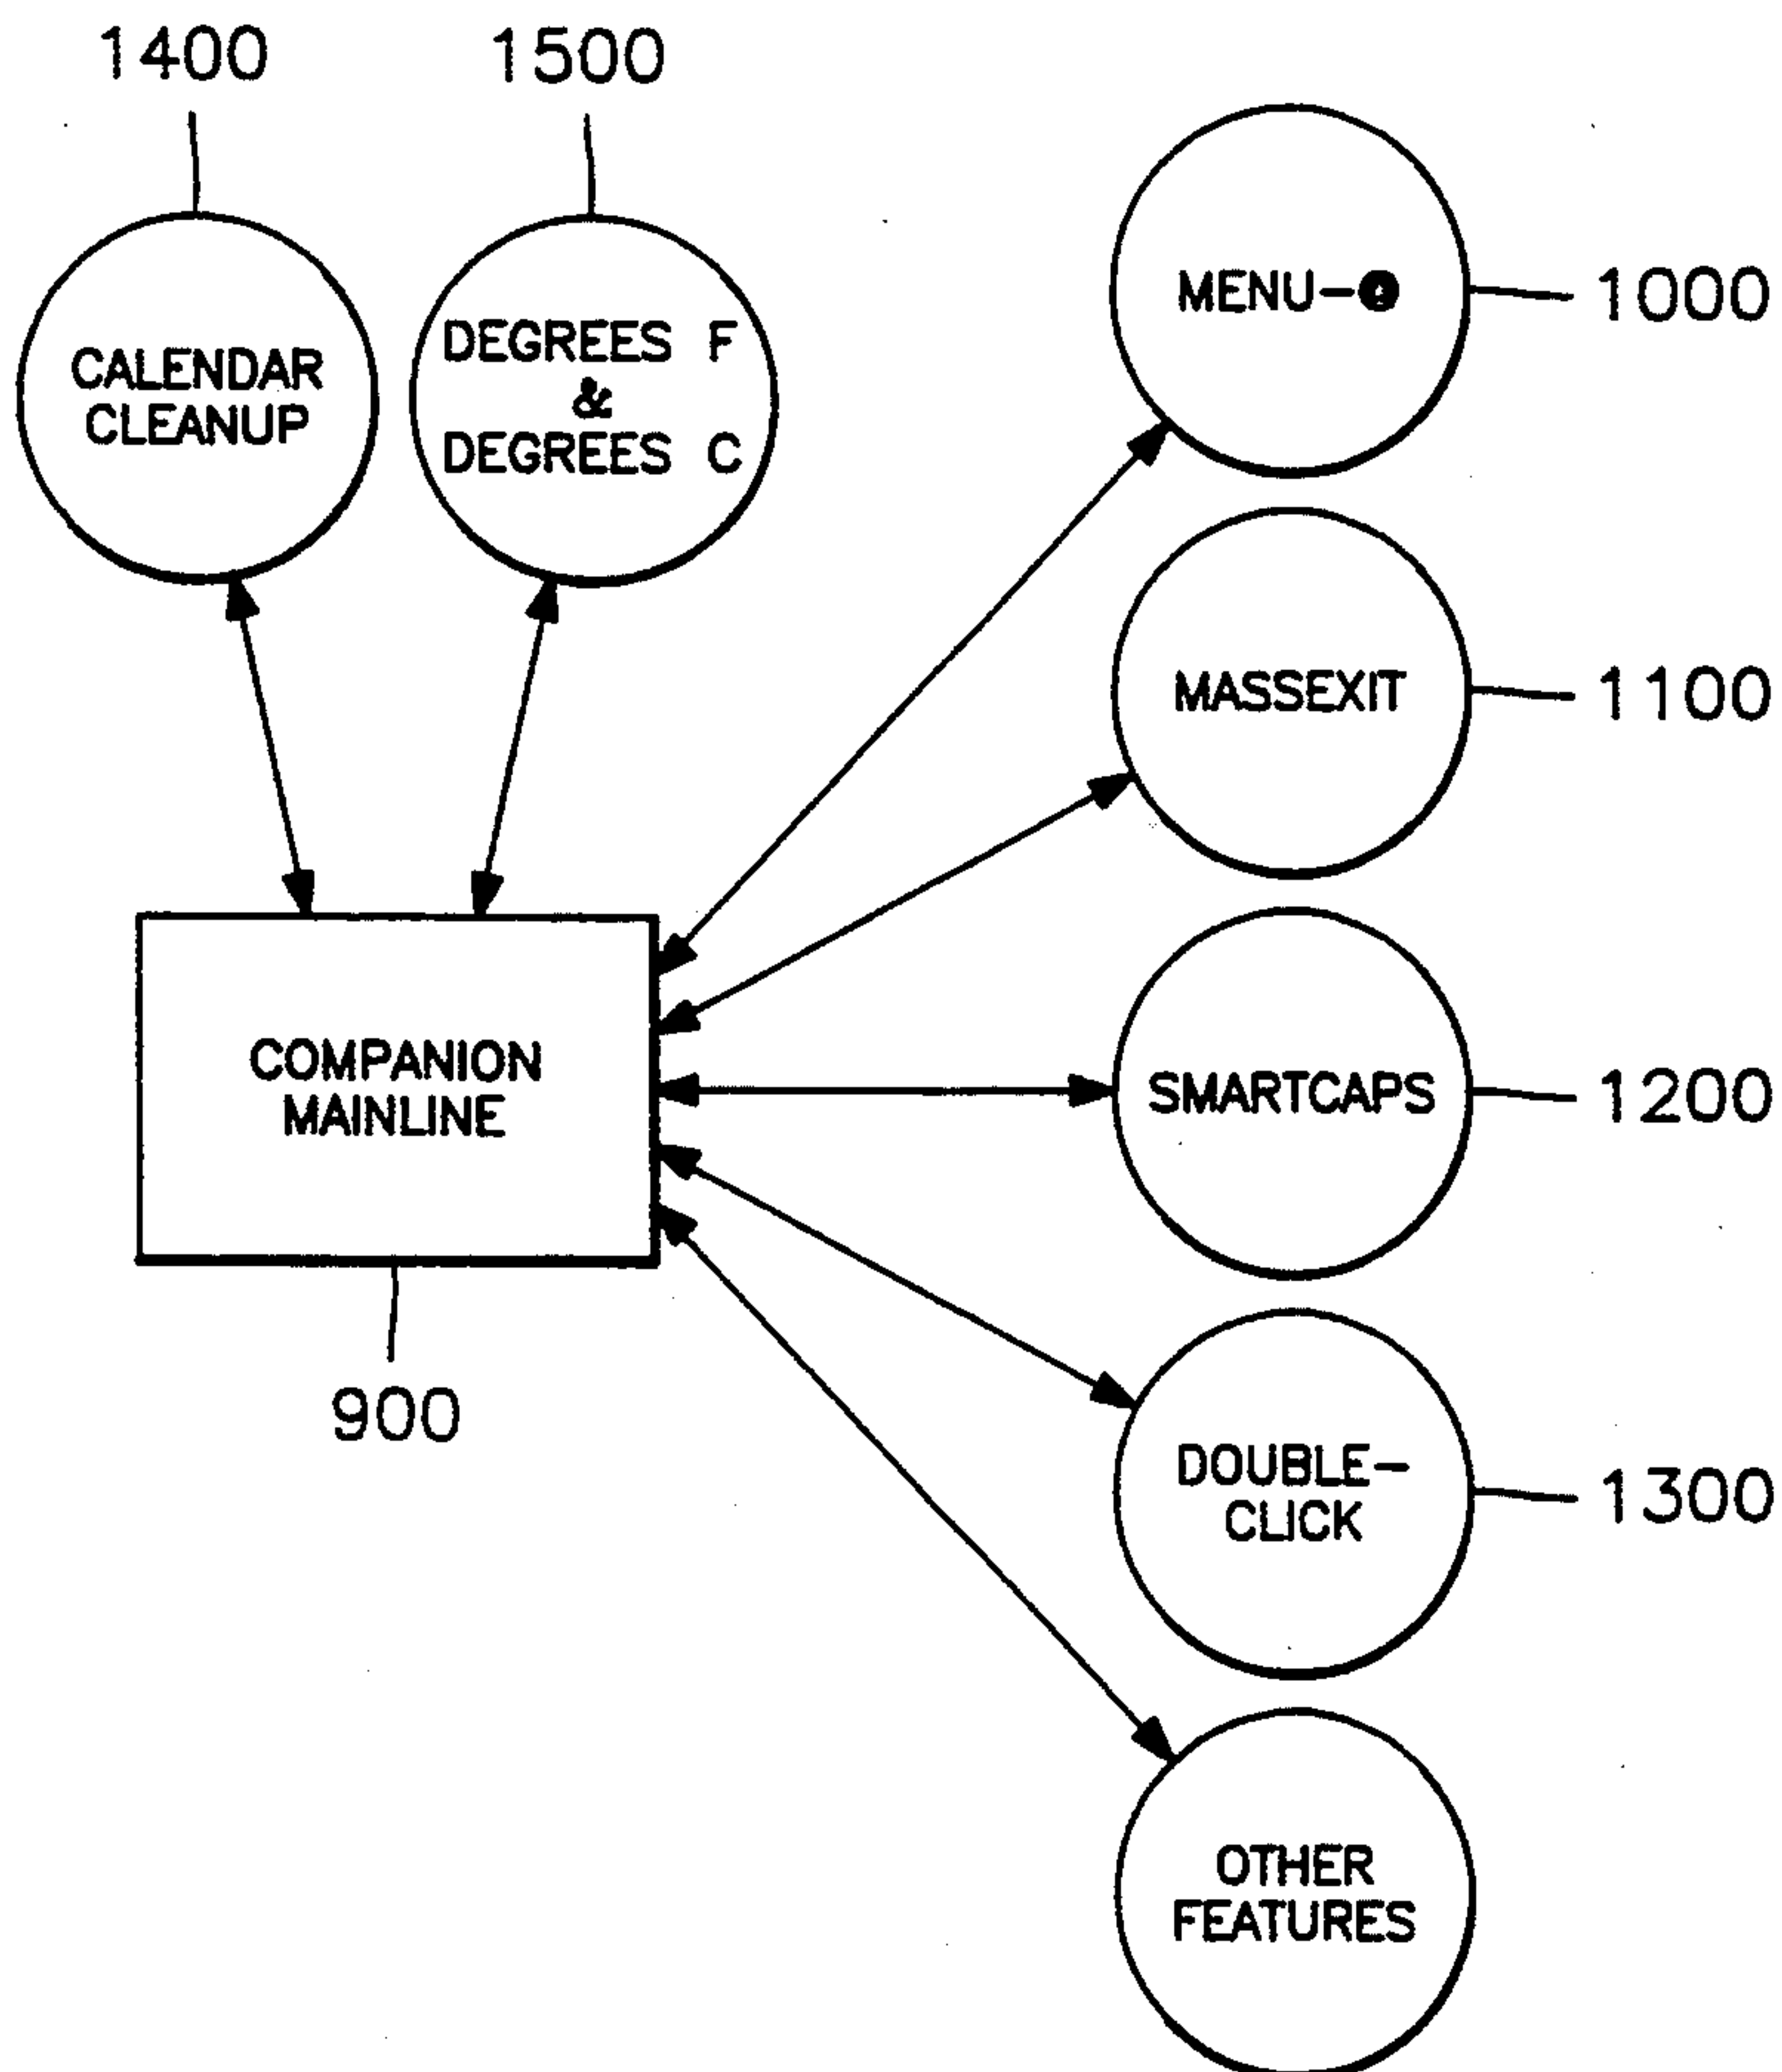 1400
1500
CALENDAR
CLEANUP
DEGREES F
&
DEGREES C
MENU-
1000
MASSEXIT
1100
COMPANION
MAINLINE
900
SMARTCAPS
1200
DOUBLE-
CLICK
1300
OTHER
FEATURES